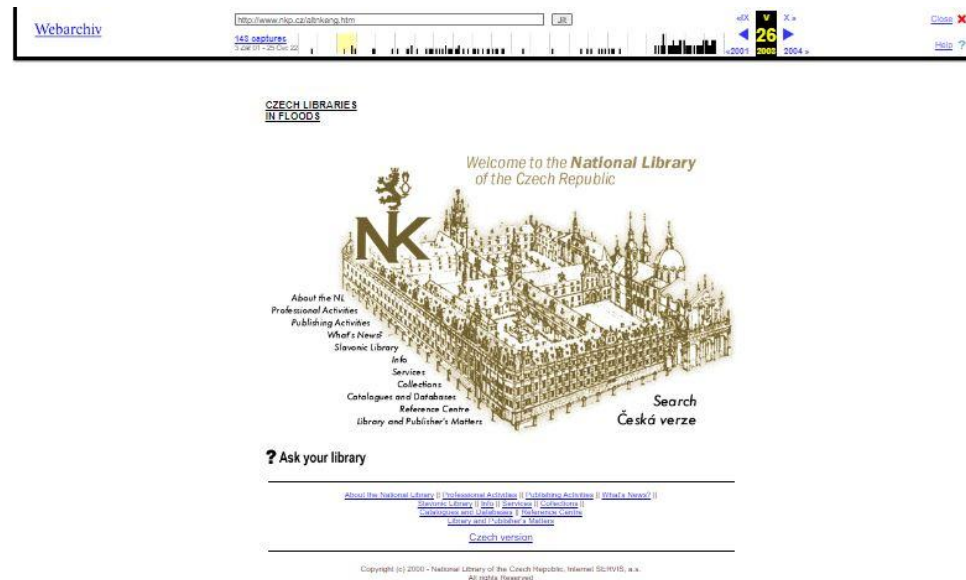 Webarchiv
http://www.nkp.cz/altnkeng.htm
148 captures
«IX V X »
26
«2001 2003 2004 »
Close
Help ?
CZECH LIBRARIES
IN FLOODS
Welcome to the National Library
of the Czech Republic
NK
About the NL
Professional Activities
Publishing Activities
What's News?
Slavonic Library
Info
Services
Collections
Catalogues and Databases
Reference Centre
Library and Publisher's Matters
Search
Česká verze
? Ask your library
About the National Library || Professional Activities || Publishing Activities || What's News? ||
Slavonic Library || Info || Services || Collections ||
Catalogues and Databases || Reference Centre
Library and Publisher's Matters
Czech version
Copyright (c) 2000 - National Library of the Czech Republic, Internet SERVIS, a.s.
All rights Reserved